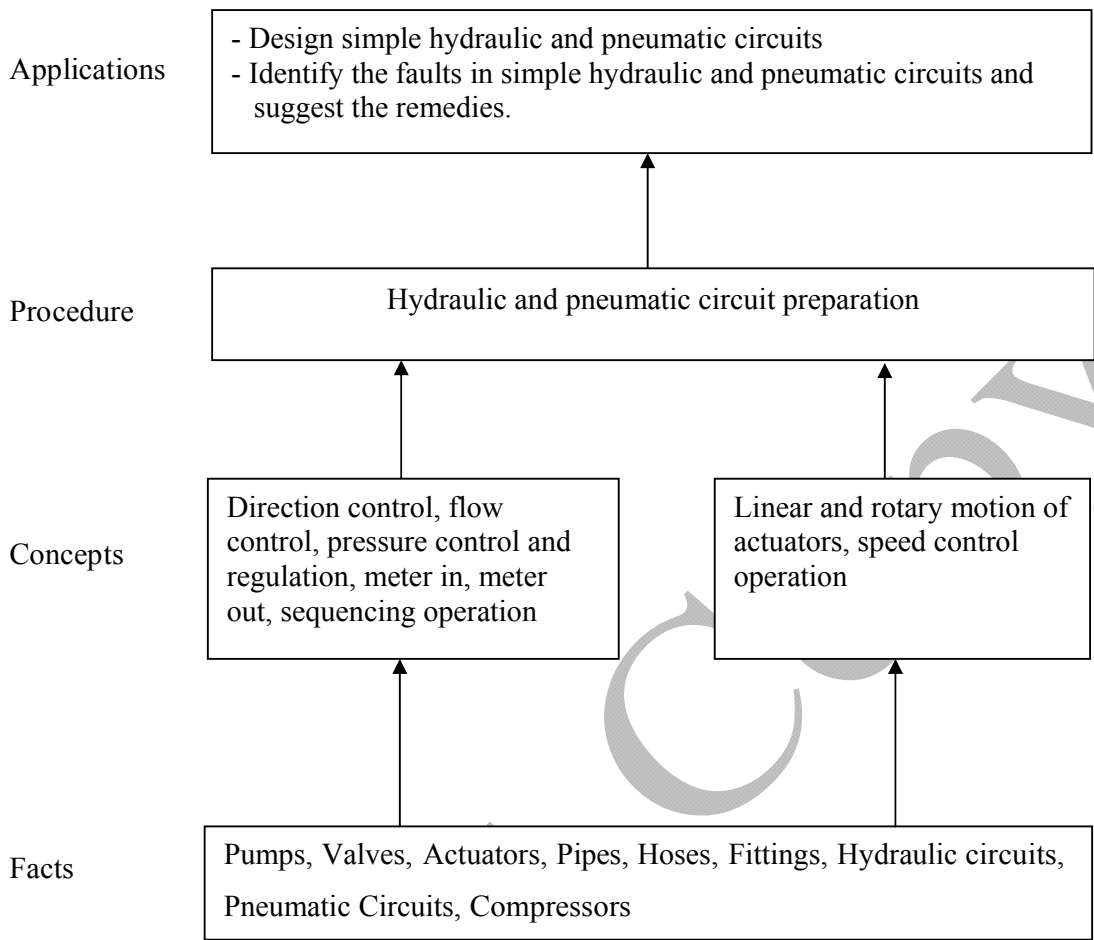 Applications
- Design simple hydraulic and pneumatic circuits
- Identify the faults in simple hydraulic and pneumatic circuits and
suggest the remedies.
Procedure
Hydraulic and pneumatic circuit preparation
Concepts
Direction control, flow
control, pressure control and
regulation, meter in, meter
out, sequencing operation
Linear and rotary motion of
actuators, speed control
operation
Facts
Pumps, Valves, Actuators, Pipes, Hoses, Fittings, Hydraulic circuits,
Pneumatic Circuits, Compressors